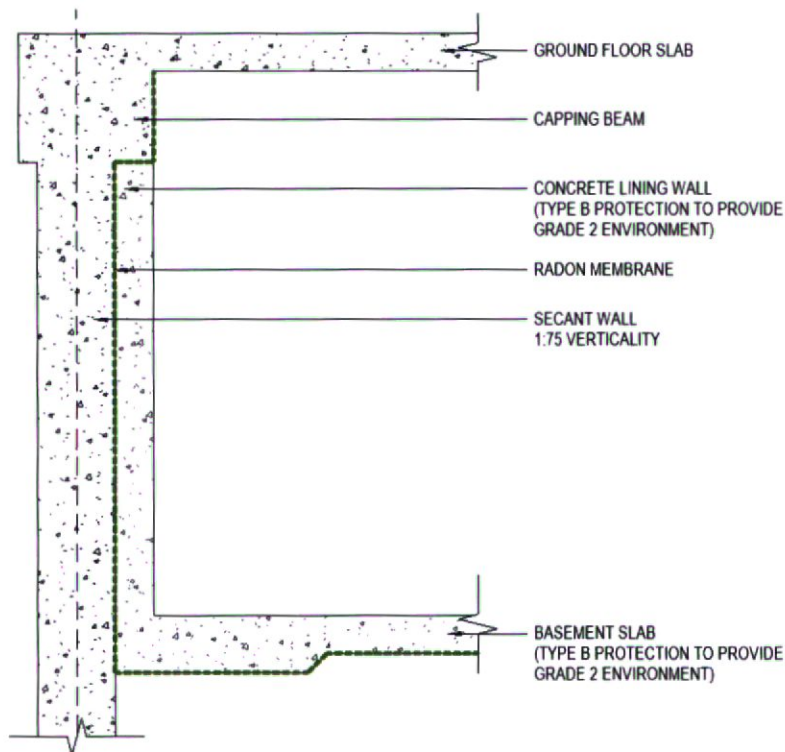 GROUND FLOOR SLAB
CAPPING BEAM
CONCRETE LINING WALL
(TYPE B PROTECTION TO PROVIDE
GRADE 2 ENVIRONMENT)
RADON MEMBRANE
SECANT WALL
1:75 VERTICALITY
BASEMENT SLAB
(TYPE B PROTECTION TO PROVIDE
GRADE 2 ENVIRONMENT)